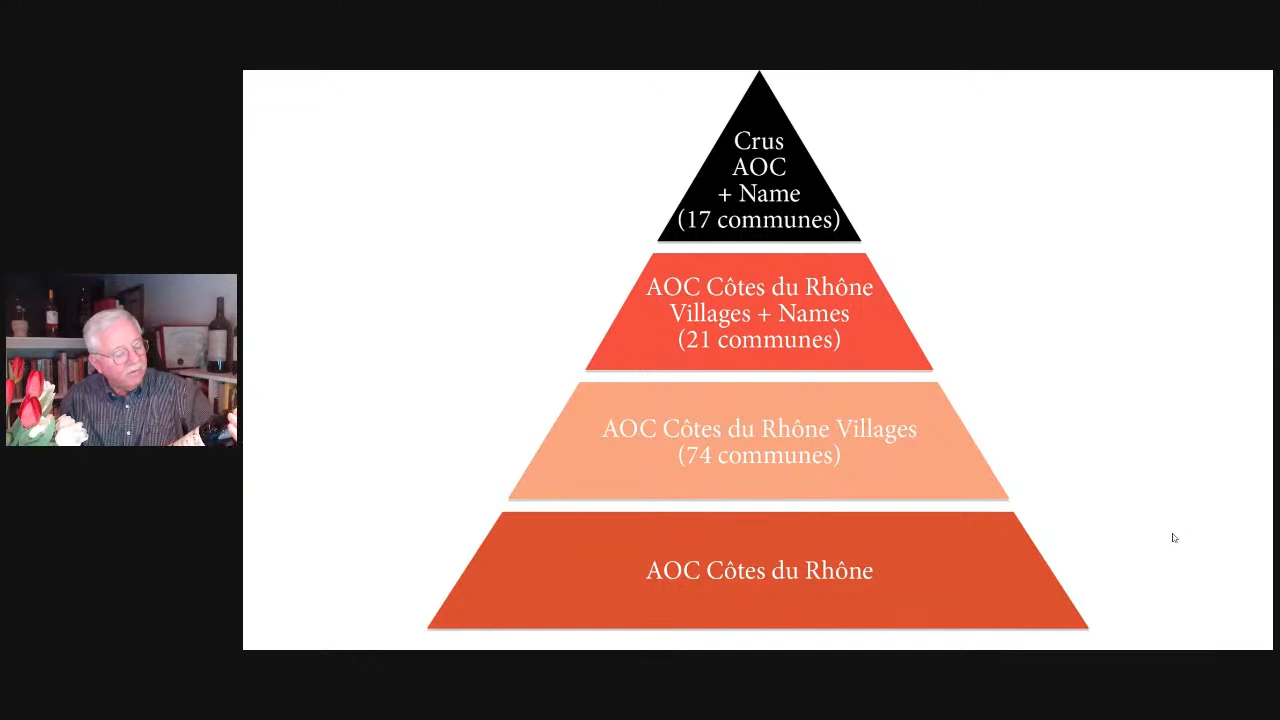 Crus
AOC
+ Name
(17 communes)
AOC Côtes du Rhône
Villages + Names
(21 communes)
AOC Côtes du Rhône Villages
(74 communes)
AOC Côtes du Rhône